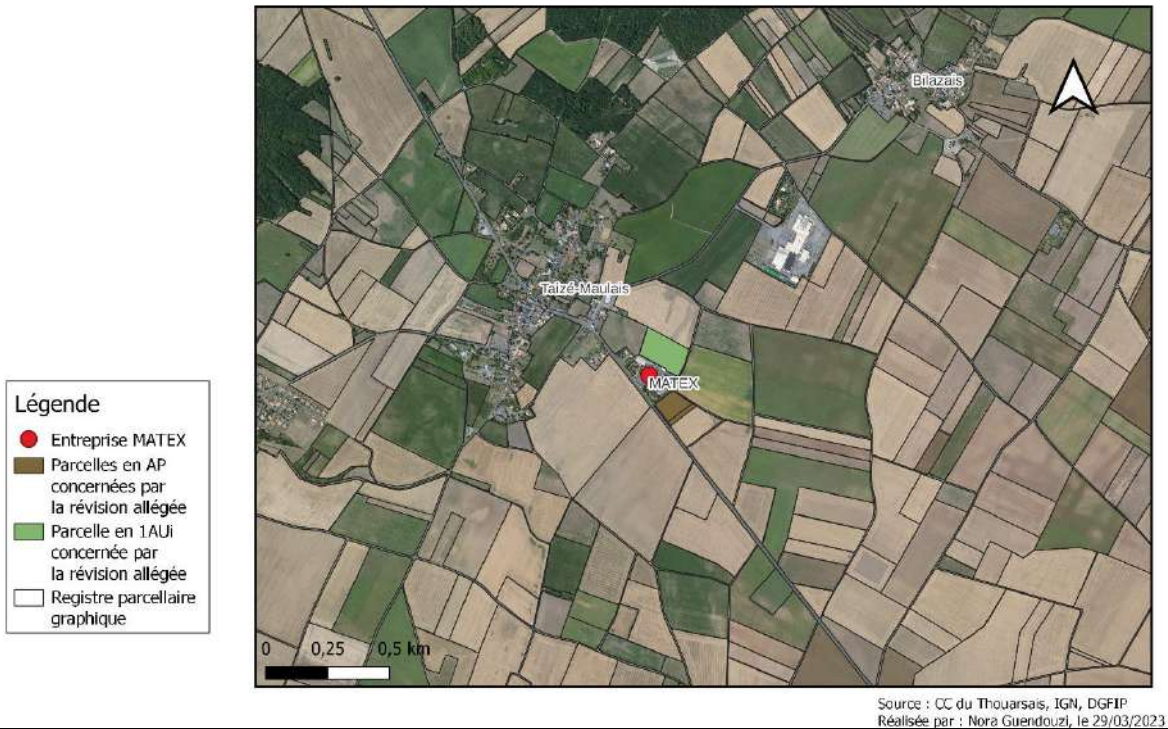 Bilazais
Taizé-Maulais
MATEX
Légende
Entreprise MATEX
Parcelles en AP
concernées par
la révision allégée
Parcelle en 1AUi
concernée par
la révision allégée
Registre parcellaire
graphique
0 0,25 0,5 km
Source : CC du Thouarsais, IGN, DGFIP
Réalisée par : Nora Guendouzi, le 29/03/2023